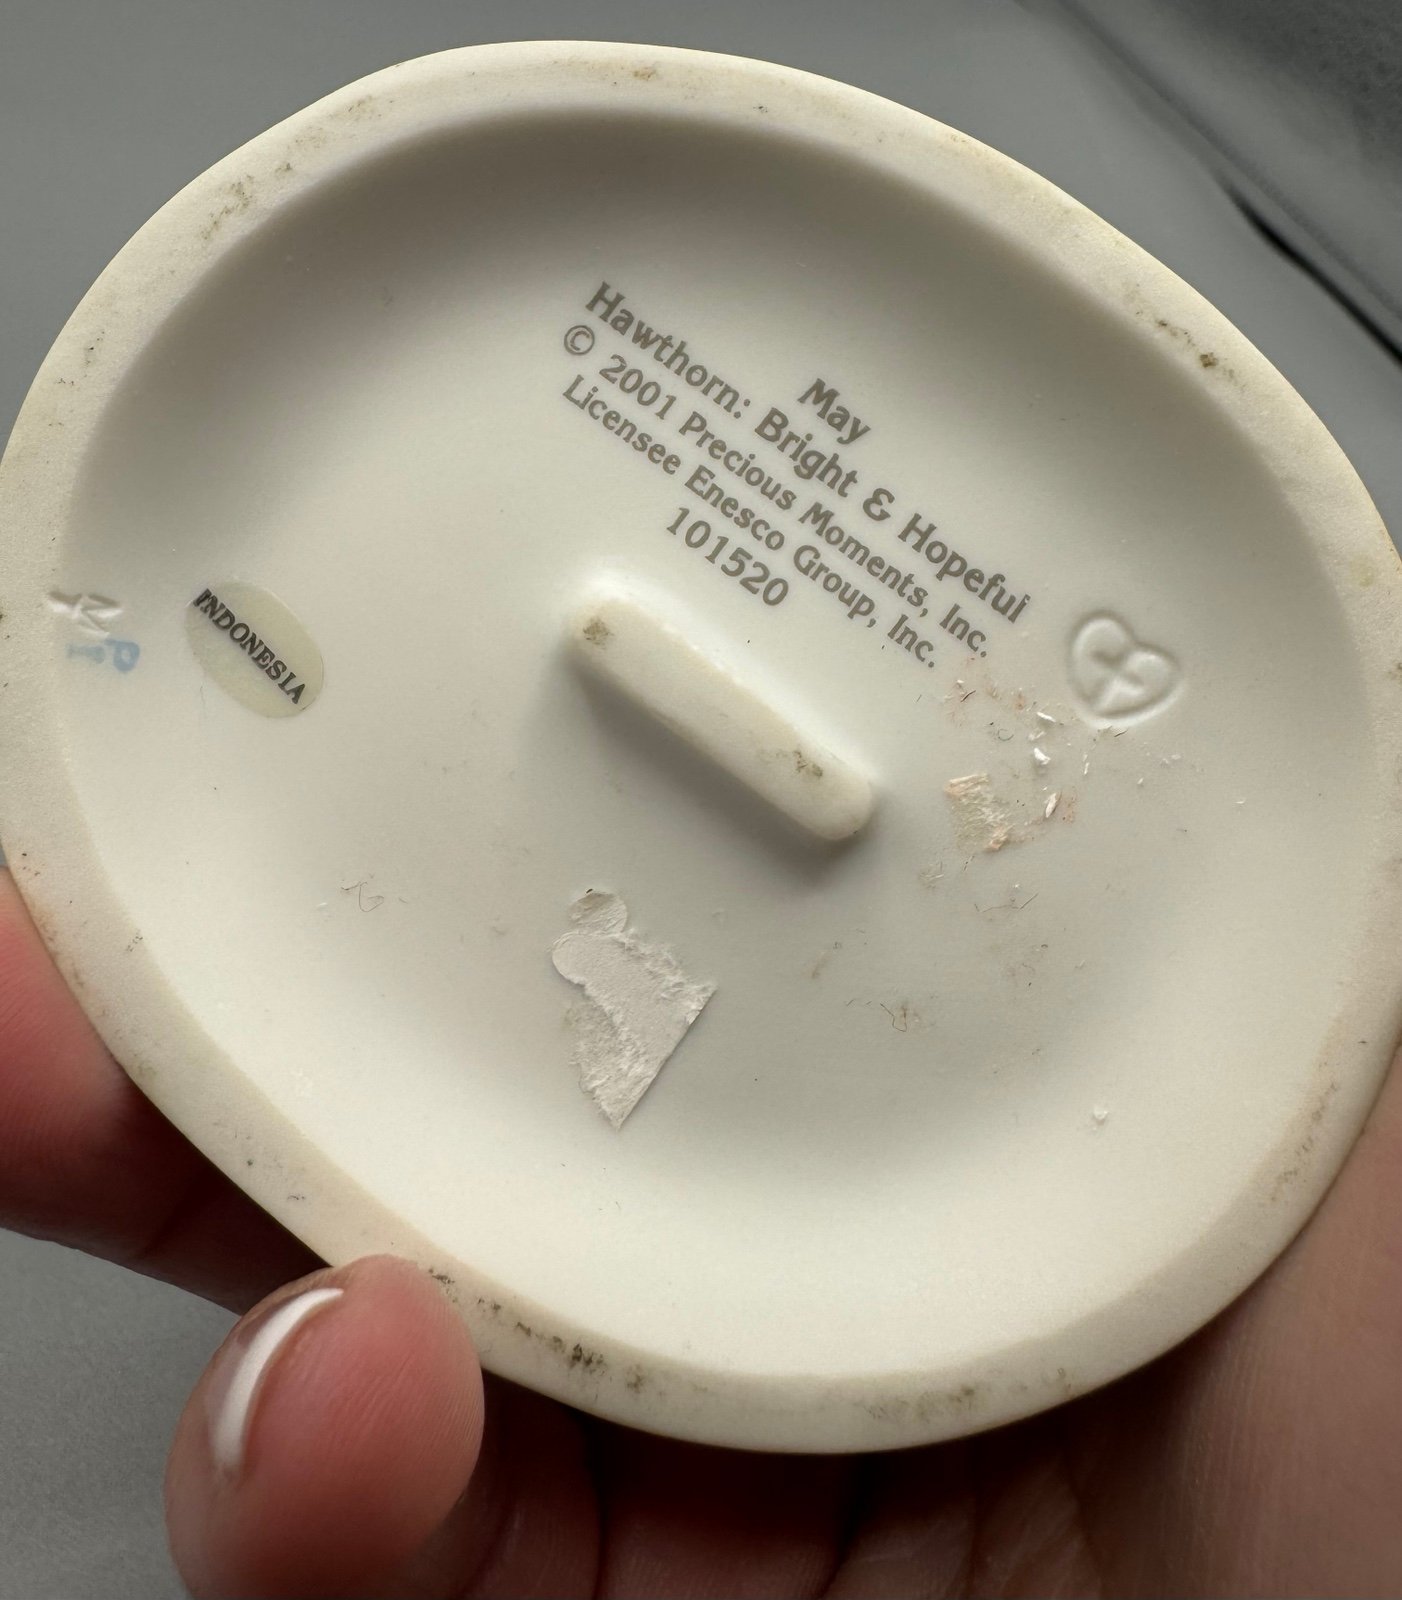 May
Hawthorn: Bright & Hopeful
© 2001 Precious Moments, Inc.
Licensee Enesco Group, Inc.
101520
INDONESIA